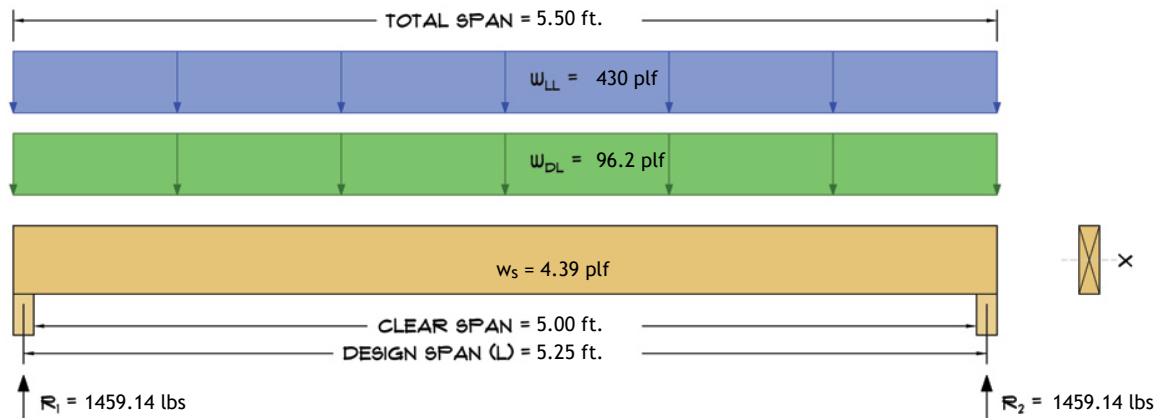 TOTAL SPAN = 5.50 ft.
WLL = 430 plf
WDL = 96.2 plf
ws = 4.39 plf
X
CLEAR SPAN = 5.00 ft.
DESIGN SPAN (L) = 5.25 ft.
R1 = 1459.14 lbs
R2 = 1459.14 lbs